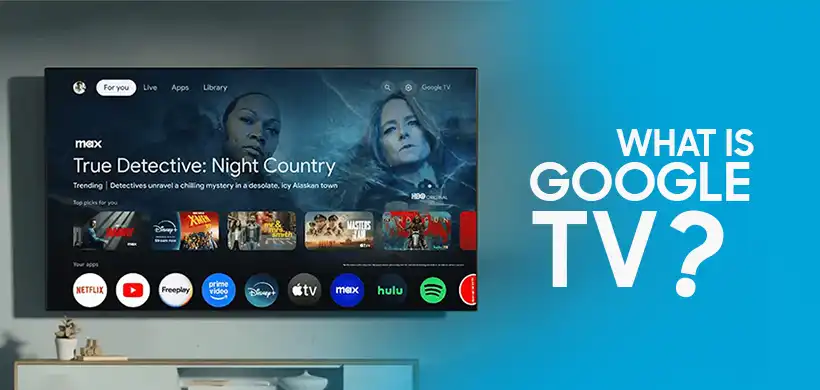 For you Live Apps Library Google TV
max
True Detective: Night Country
Trending | Detectives unravel a chilling mystery in a desolate, icy Alaskan town
HBO ORIGINAL
Top picks for you
Your apps
NETFLIX YouTube Freeplay prime video Disney+ tv max hulu
WHAT IS
GOOGLE
TV?